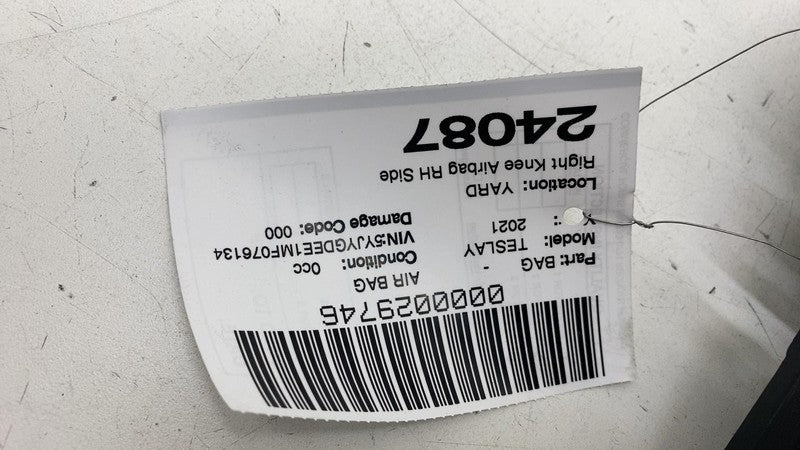 0000029746
Part: BAG - AIR BAG
Model: TESLAY Condition: 0cc
Y.: 2021 VIN:5YJYGDEE1MF076134
Damage Code: 000
Location: YARD
Right Knee Airbag RH Side
24087